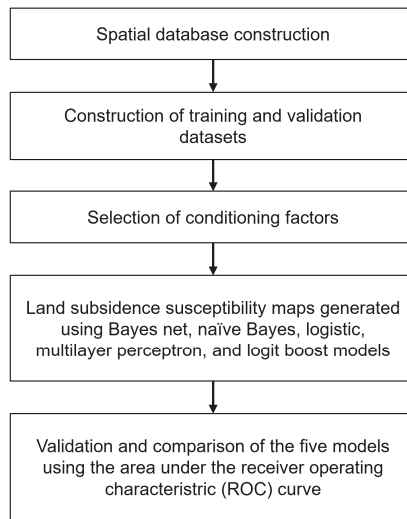 Spatial database construction
Construction of training and validation
datasets
Selection of conditioning factors
Land subsidence susceptibility maps generated
using Bayes net, naïve Bayes, logistic,
multilayer perceptron, and logit boost models
Validation and comparison of the five models
using the area under the receiver operating
characteristric (ROC) curve